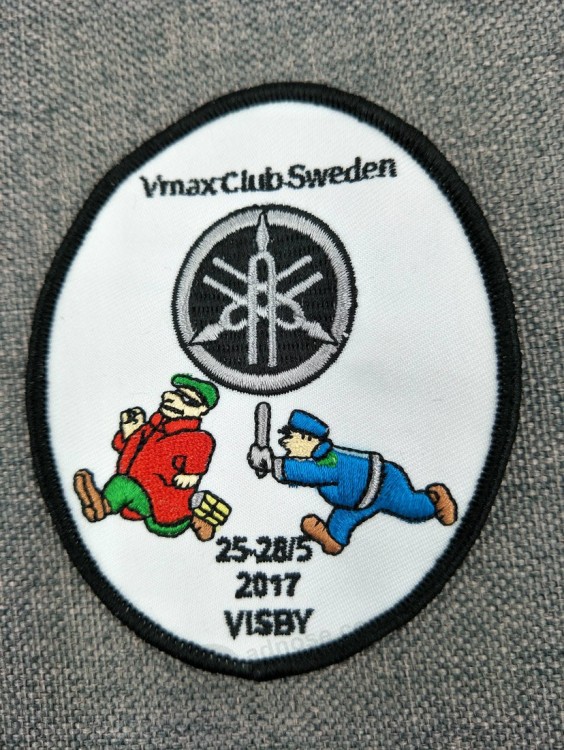 Vmax Club Sweden
25-28/5
2017
VISBY